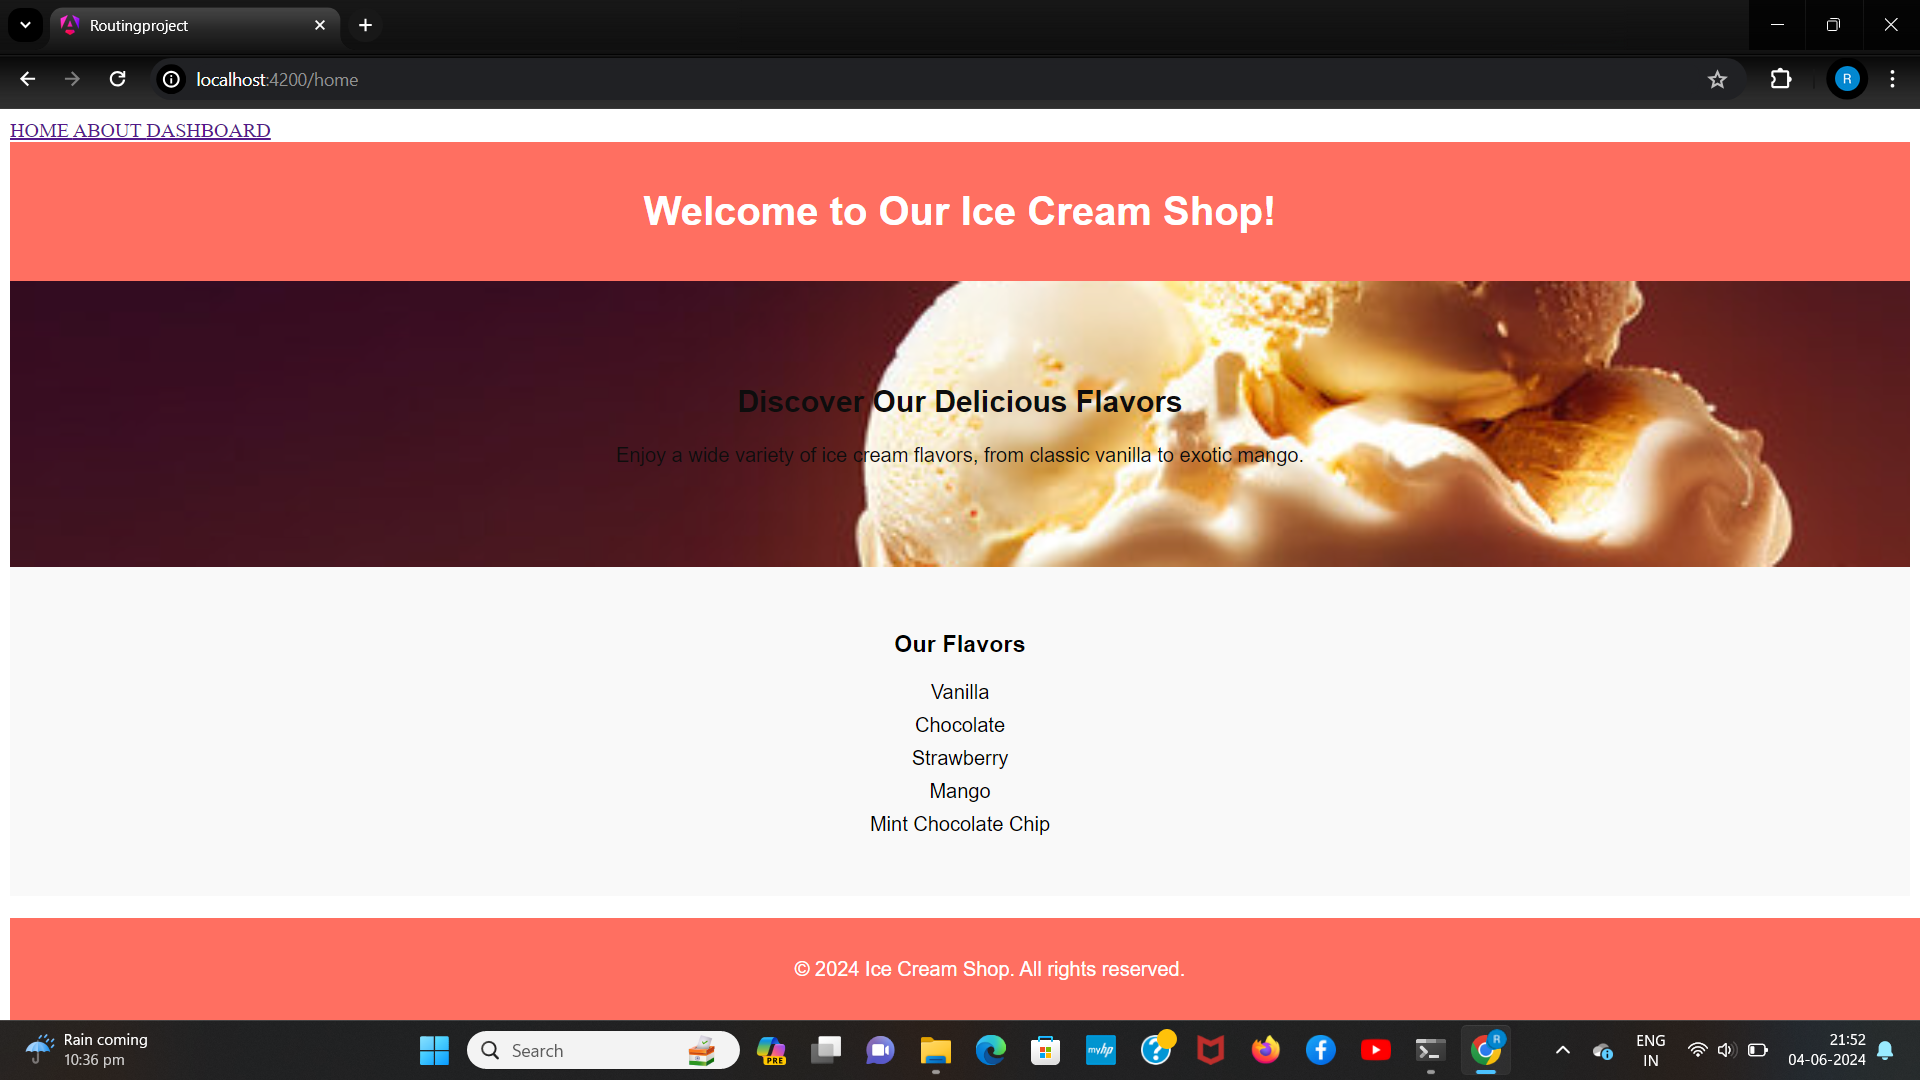 Routingproject
localhost:4200/home
R
HOME ABOUT DASHBOARD
Welcome to Our Ice Cream Shop!
Discover Our Delicious Flavors
Enjoy a wide variety of ice cream flavors, from classic vanilla to exotic mango.
Our Flavors
Vanilla
Chocolate
Strawberry
Mango
Mint Chocolate Chip
© 2024 Ice Cream Shop. All rights reserved.
Rain coming
10:36 pm
Search
PRE
myhp
R
ENG
IN
21:52
04-06-2024